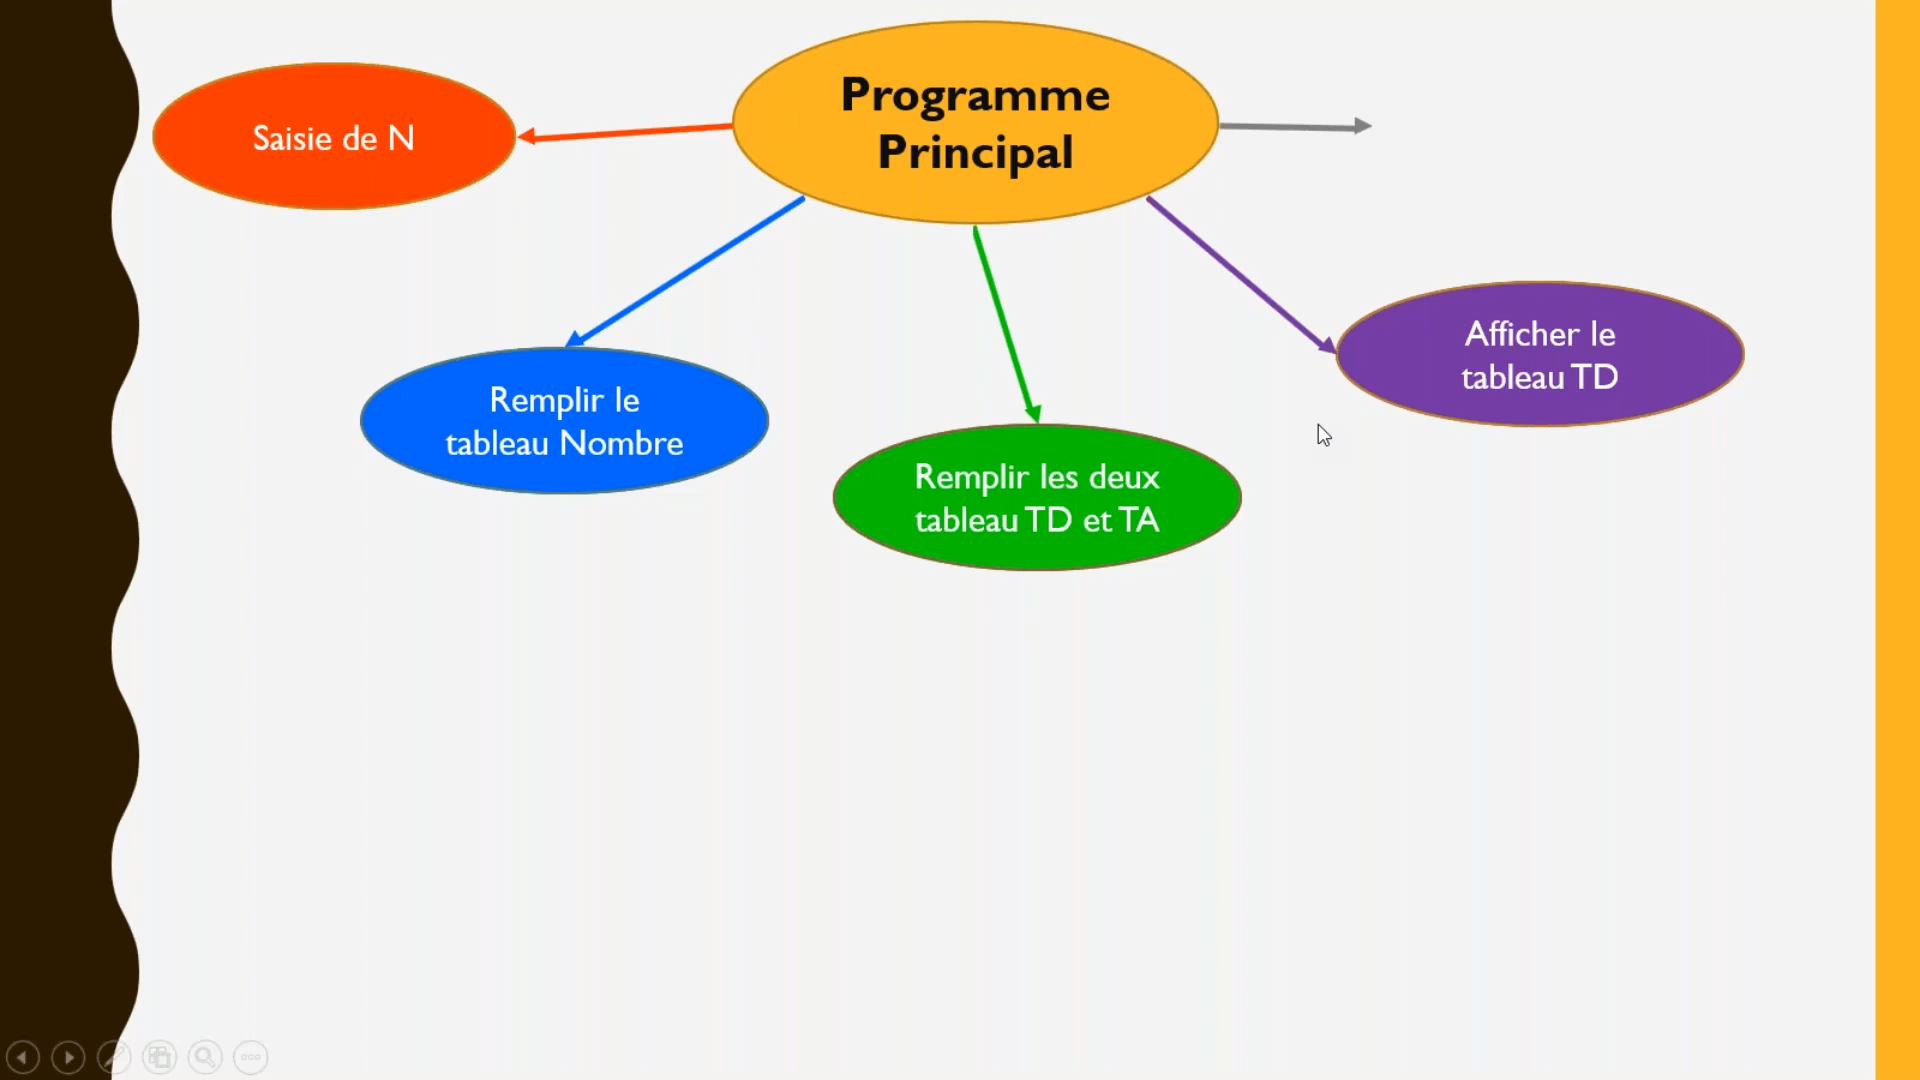 Programme
Principal
Saisie de N
Afficher le
tableau TD
Remplir le
tableau Nombre
Remplir les deux
tableau TD et TA